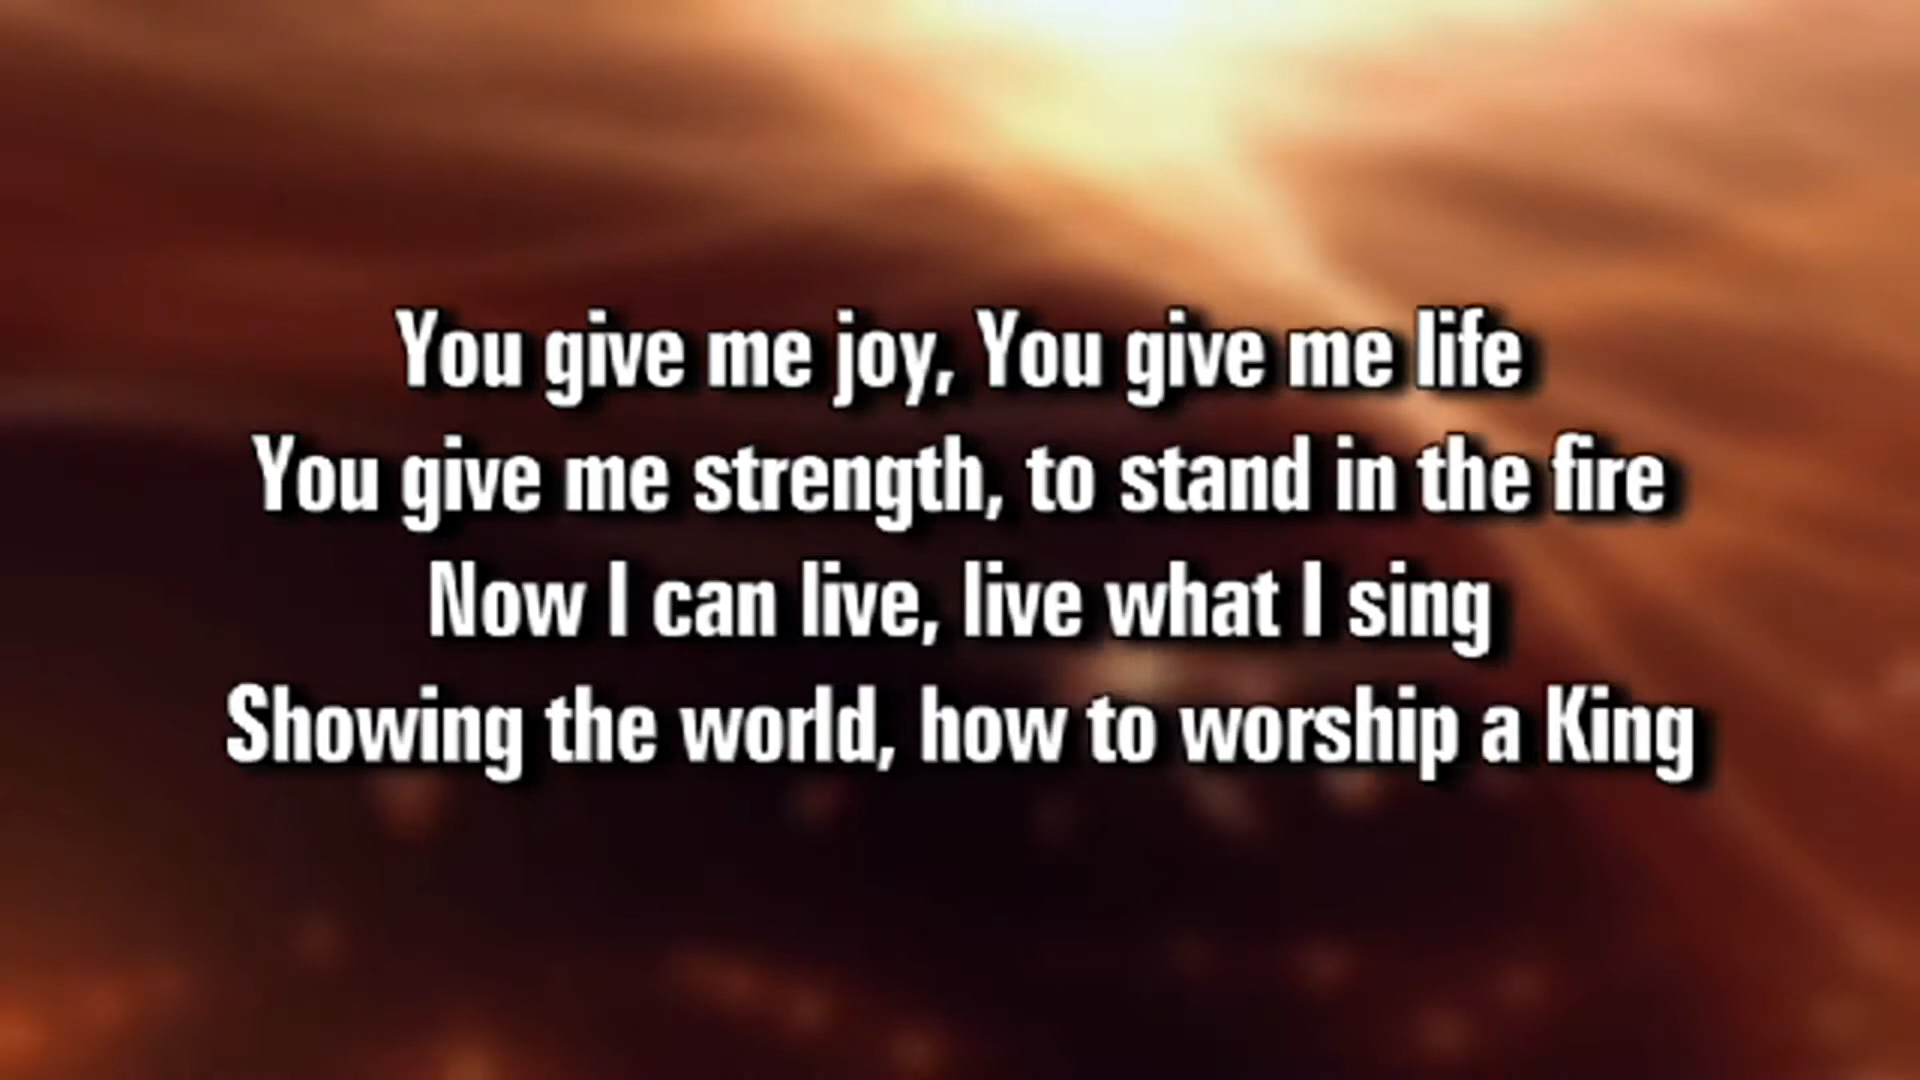 You give me joy, You give me life
You give me strength, to stand in the fire
Now I can live, live what I sing
Showing the world, how to worship a King